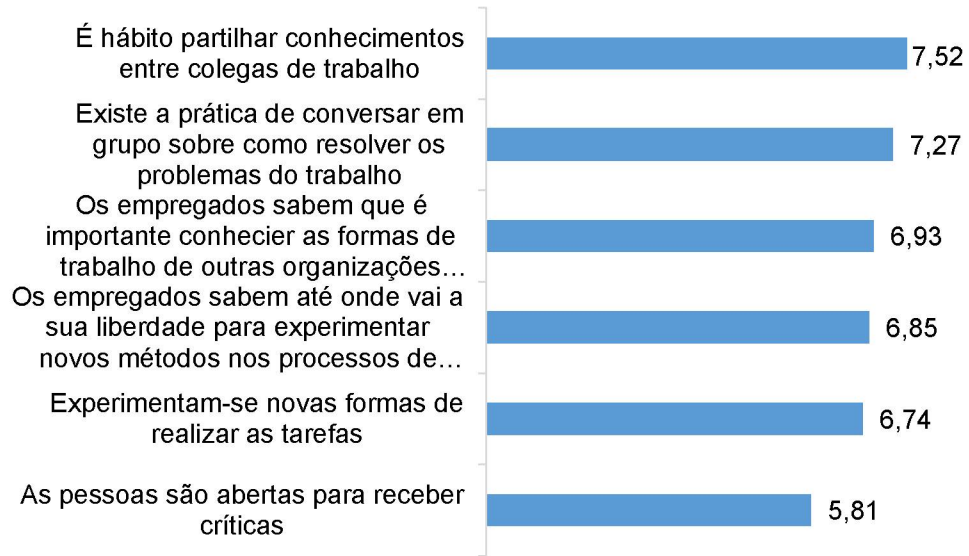 É hábito partilhar conhecimentos
entre colegas de trabalho
7,52
Existe a prática de conversar em
grupo sobre como resolver os
problemas do trabalho
7,27
Os empregados sabem que é
importante conhecier as formas de
trabalho de outras organizações…
6,93
Os empregados sabem até onde vai a
sua liberdade para experimentar
novos métodos nos processos de…
6,85
Experimentam-se novas formas de
realizar as tarefas
6,74
As pessoas são abertas para receber
críticas
5,81